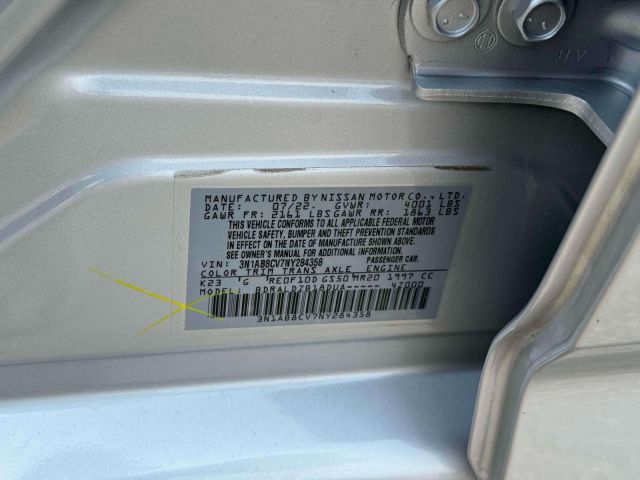 MANUFACTURED BY NISSAN MOTOR CO., LTD.
DATE: 07/22. GVWR: 4001 LBS
GAWR FR: 2161 LBS GAWR RR: 1863 LBS
THIS VEHICLE CONFORMS TO ALL APPLICABLE FEDERAL MOTOR
VEHICLE SAFETY, BUMPER AND THEFT PREVENTION STANDARDS
IN EFFECT ON THE DATE OF MANUFACTURE SHOWN ABOVE.
SEE OWNER'S MANUAL FOR ADDITIONAL INFORMATION.
VIN: 3N1AB8CV7NY284358 PASSENGER CAR.
COLOR TRIM TRANS AXLE ENGINE
K23 'G RE0F10D GS50 MR20 1997 CC
MODEL: BDRALDZB1ADUA----- 47000
3N1AB8CV7NY284358